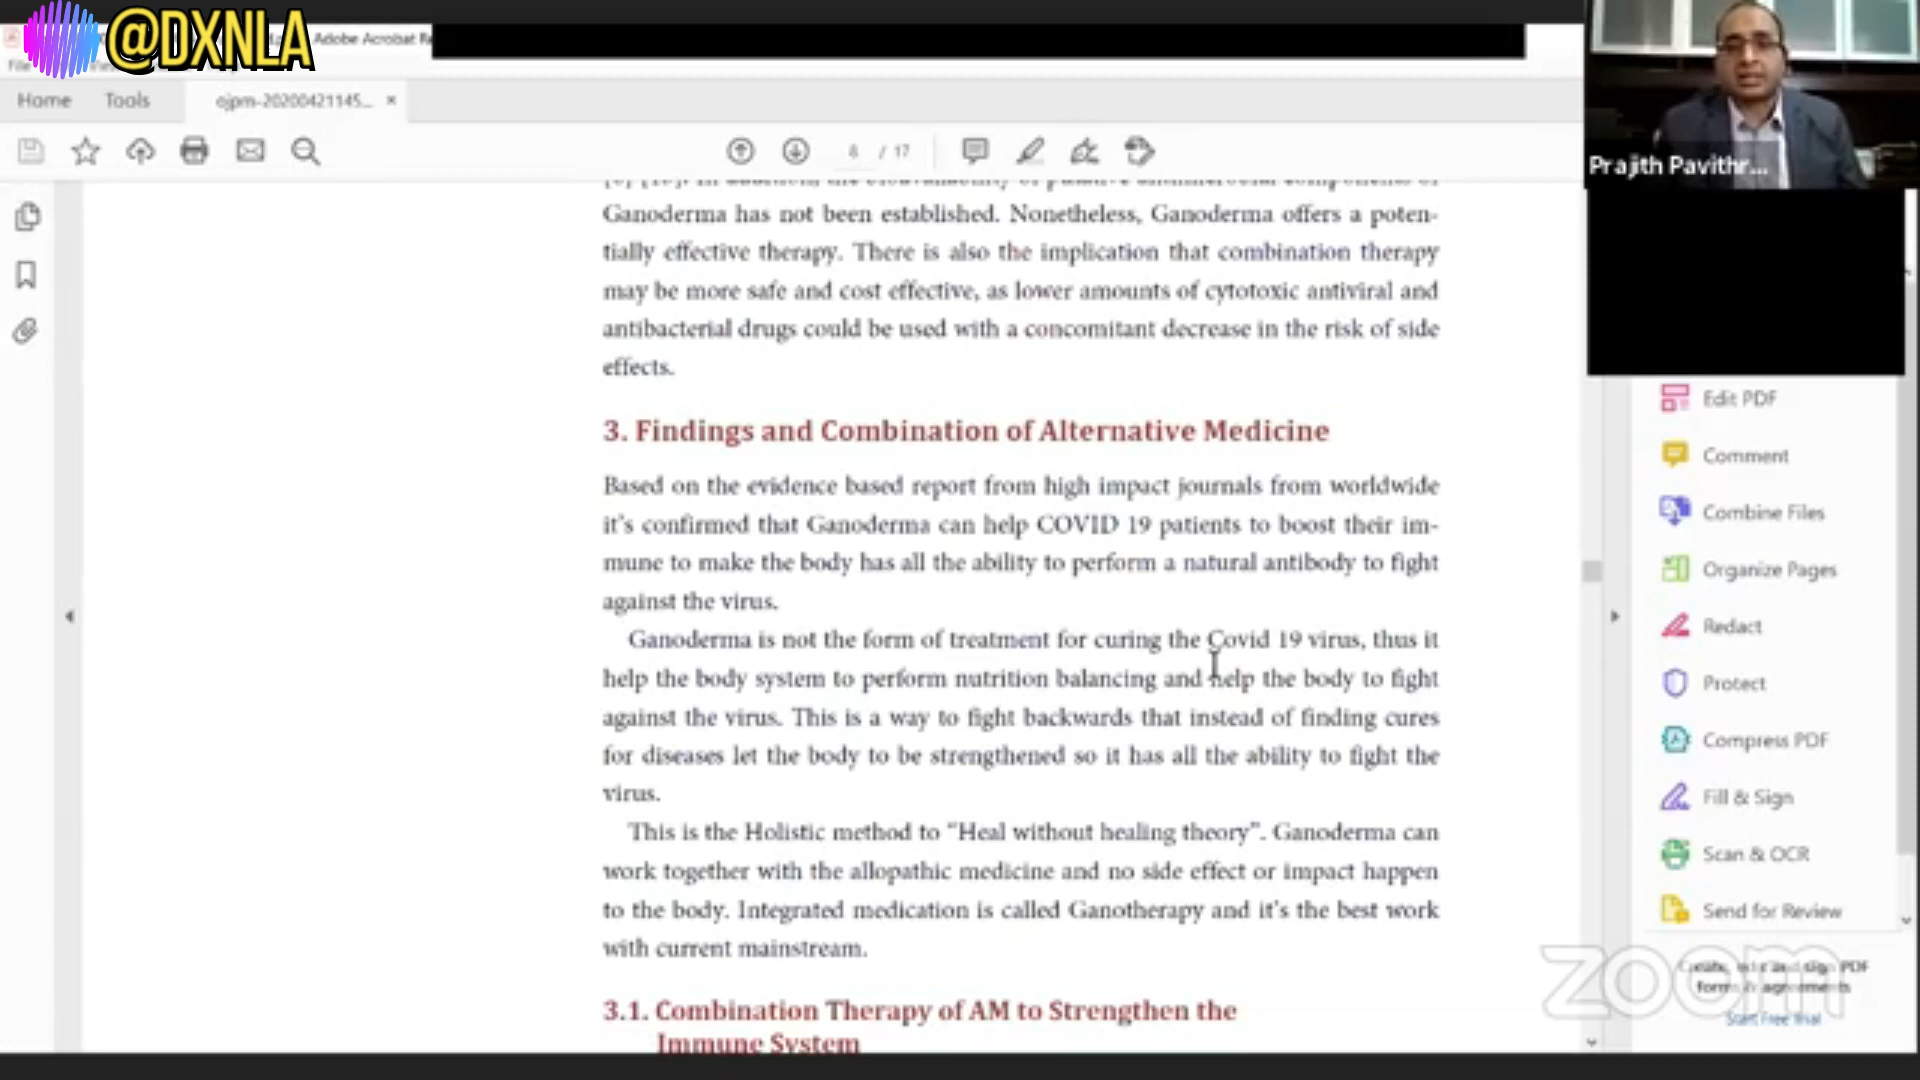 @DXNLA
Adobe Acrobat Re
Home
Tools
ojpm-20200421145...
8 / 17
Prajith Pavithr...
Ganoderma has not been established. Nonetheless, Ganoderma offers a poten-
tially effective therapy. There is also the implication that combination therapy
may be more safe and cost effective, as lower amounts of cytotoxic antiviral and
antibacterial drugs could be used with a concomitant decrease in the risk of side
effects.
3. Findings and Combination of Alternative Medicine
Based on the evidence based report from high impact journals from worldwide
it's confirmed that Ganoderma can help COVID 19 patients to boost their im-
mune to make the body has all the ability to perform a natural antibody to fight
against the virus.
Ganoderma is not the form of treatment for curing the Covid 19 virus, thus it
help the body system to perform nutrition balancing and help the body to fight
against the virus. This is a way to fight backwards that instead of finding cures
for diseases let the body to be strengthened so it has all the ability to fight the
virus.
This is the Holistic method to "Heal without healing theory". Ganoderma can
work together with the allopathic medicine and no side effect or impact happen
to the body. Integrated medication is called Ganotherapy and it's the best work
with current mainstream.
3.1. Combination Therapy of AM to Strengthen the
Immune System
Edit PDF
Comment
Combine Files
Organize Pages
Redact
Protect
Compress PDF
Fill & Sign
Scan & OCR
Send for Review
zoom
Start Free Trial